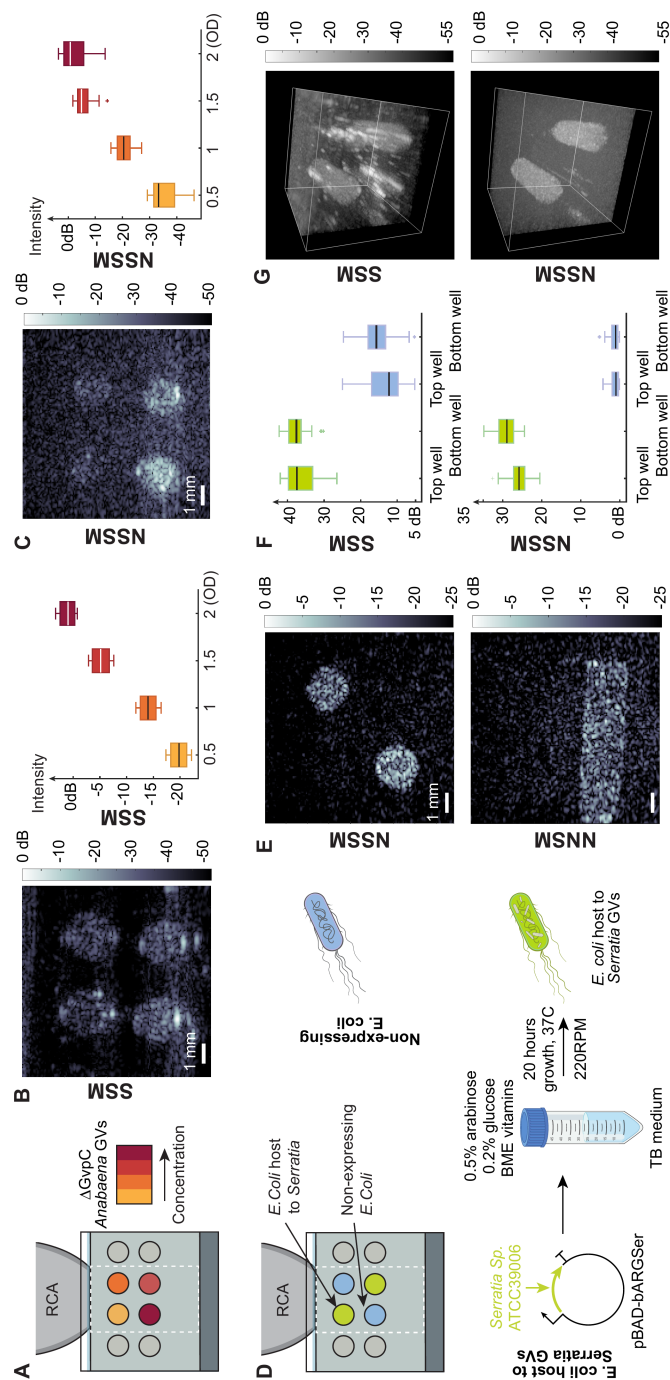 A
RCA
ΔGvpC
Anabaena GVs
Concentration
B
SSM
1 mm
0 dB
-10
-20
-30
-40
-50
Intensity
SSM
0dB
-5
-10
-15
-20
0.5
1
1.5
2 (OD)
C
NSSM
1 mm
0 dB
-10
-20
-30
-40
-50
Intensity
NSSM
0dB
-10
-20
-30
-40
0.5
1
1.5
2 (OD)
D
RCA
E.Coli host
to Serratia
Non-expressing
E.Coli
Non-expressing
E. coli
E. coli host to
Serratia GVs
Serratia Sp.
ATCC39006
pBAD-bARGSer
0.5% arabinose
0.2% glucose
BME vitamins
TB medium
20 hours
growth, 37C
220RPM
E. coli host to
Serratia GVs
E
NSSM
1 mm
0 dB
-5
-10
-15
-20
-25
NNSM
0 dB
-5
-10
-15
-20
-25
F
SSM
40
30
20
10
5 dB
Top well
Bottom well
Top well
Bottom well
NSSM
35
30
20
10
0 dB
Top well
Bottom well
Top well
Bottom well
G
SSM
0 dB
-10
-20
-30
-40
-55
NSSM
0 dB
-10
-20
-30
-40
-55